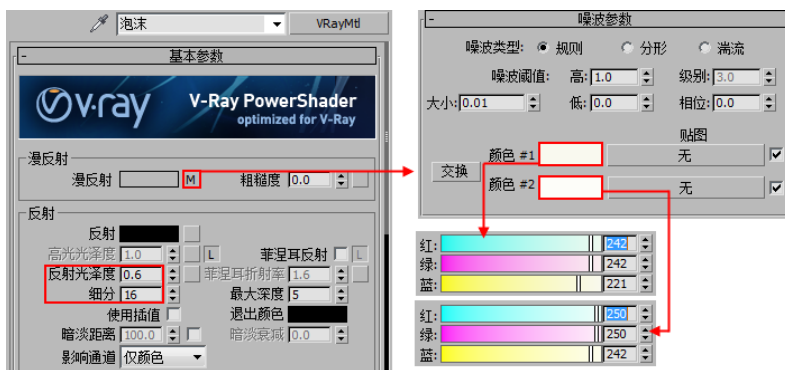 泡沫 VRayMtl
- 基本参数
V·ray V-Ray PowerShader
optimized for V-Ray
漫反射
漫反射 M 粗糙度 0.0
反射
反射
高光光泽度 1.0 L 菲涅耳反射 L
反射光泽度 0.6 菲涅耳折射率 1.6
细分 16 最大深度 5
使用插值 退出颜色
暗淡距离 100.0 暗淡衰减 0.0
影响通道 仅颜色
- 噪波参数
噪波类型: 规则 分形 湍流
噪波阈值: 高: 1.0 级别: 3.0
大小: 0.01 低: 0.0 相位: 0.0
贴图
颜色 #1 无
交换
颜色 #2 无
红: 242
绿: 242
蓝: 221
红: 250
绿: 250
蓝: 242